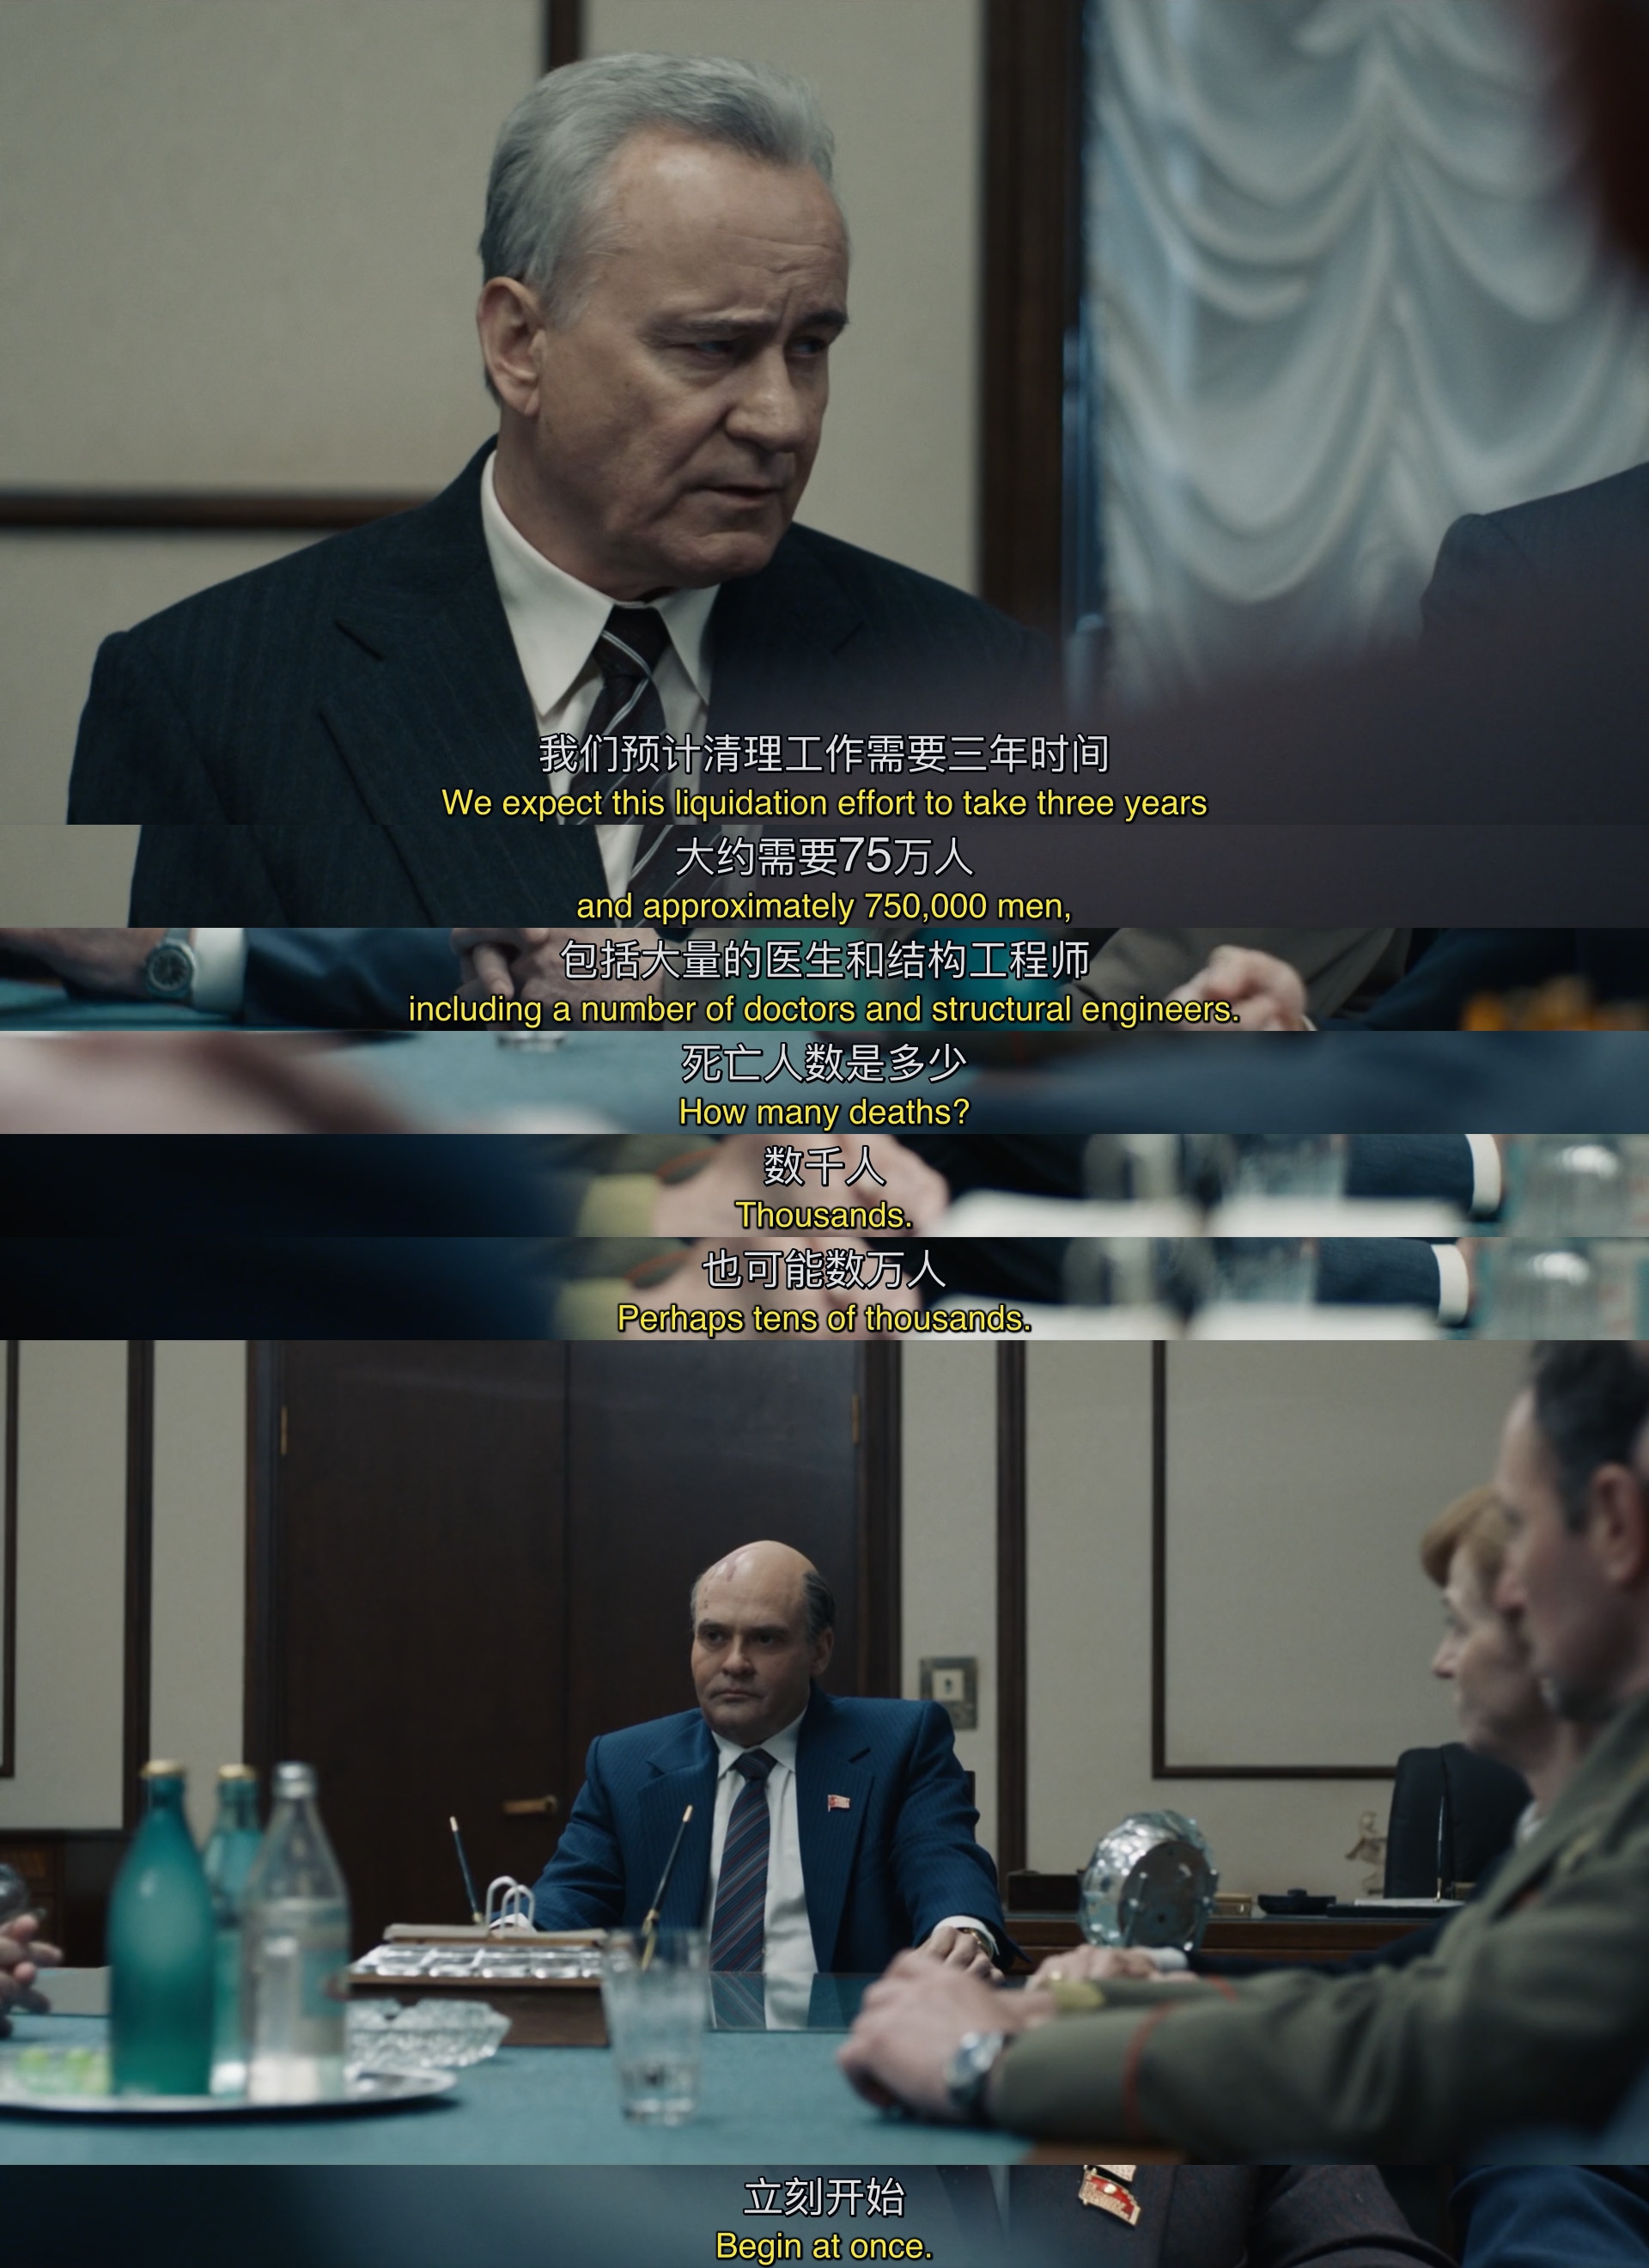 我们预计清理工作需要三年时间
We expect this liquidation effort to take three years
大约需要75万人
and approximately 750,000 men,
包括大量的医生和结构工程师
including a number of doctors and structural engineers.
死亡人数是多少
How many deaths?
数千人
Thousands.
也可能数万人
Perhaps tens of thousands.
立刻开始
Begin at once.